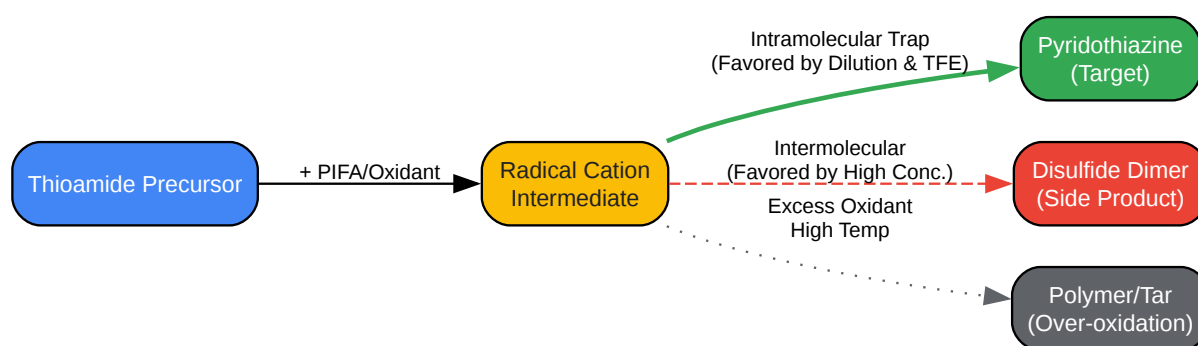 Thioamide Precursor
+ PIFA/Oxidant
Radical Cation
Intermediate
Intramolecular Trap
(Favored by Dilution & TFE)
Pyridothiazine
(Target)
Intermolecular
(Favored by High Conc.)
Disulfide Dimer
(Side Product)
Excess Oxidant
High Temp
Polymer/Tar
(Over-oxidation)